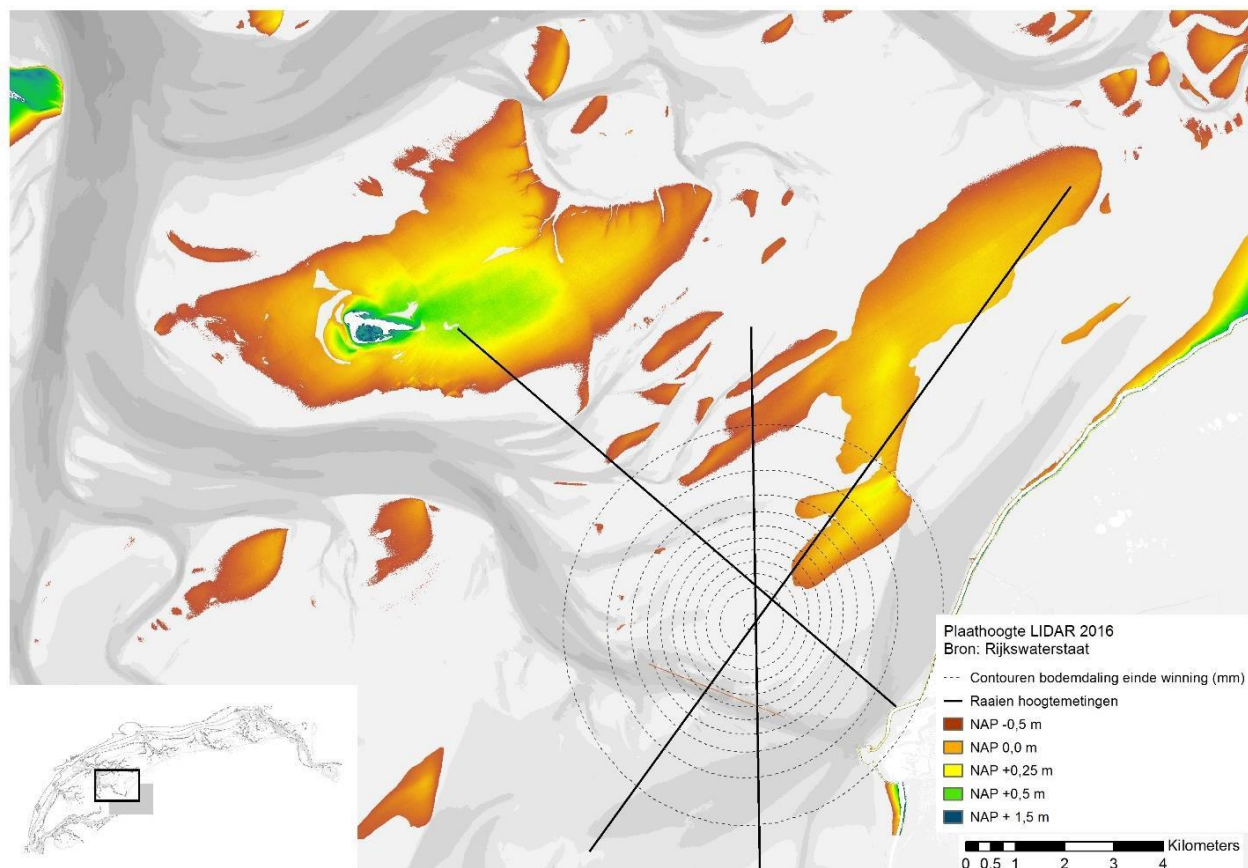 Plaathoogte LIDAR 2016
Bron: Rijkswaterstaat
Contouren bodemdaling einde winning (mm)
Raaien hoogtemetingen
NAP -0,5 m
NAP 0,0 m
NAP +0,25 m
NAP +0,5 m
NAP + 1,5 m
Kilometers
0 0.5 1 2 3 4